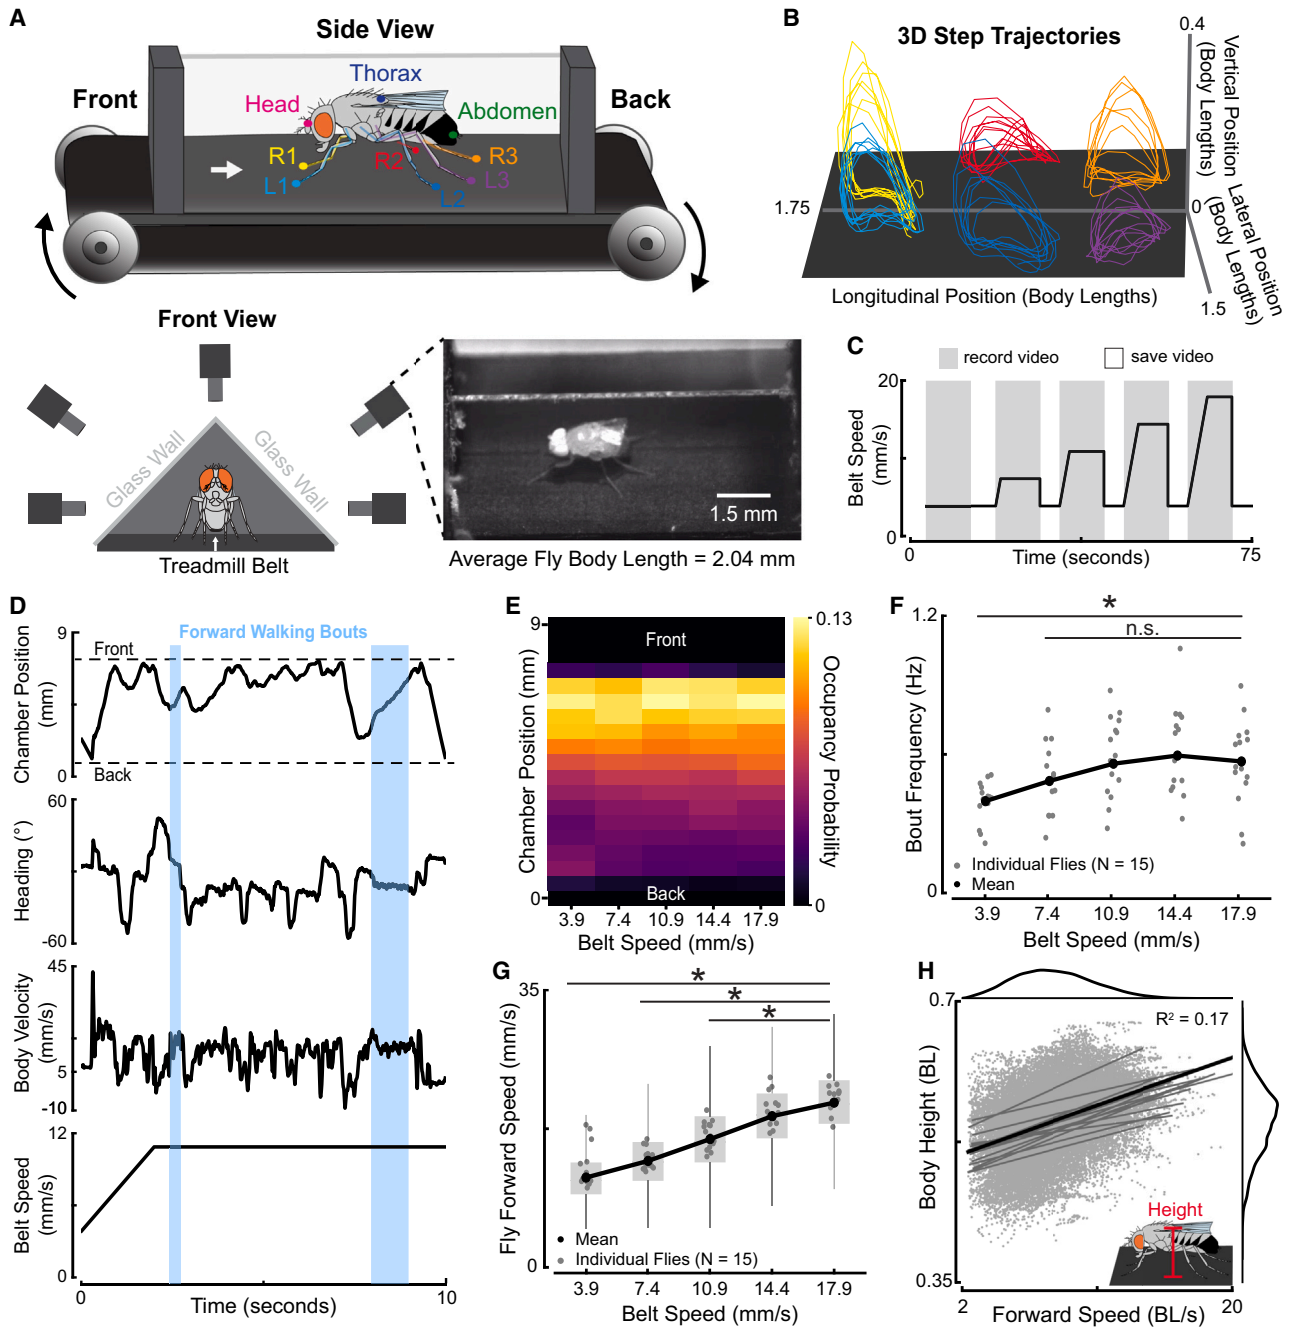 A
Side View
Front
Back
Thorax
Head
Abdomen
R1
R2
R3
L1
L2
L3
Front View
Glass Wall
Glass Wall
Treadmill Belt
1.5 mm
Average Fly Body Length = 2.04 mm
B
3D Step Trajectories
0.4
Vertical Position
(Body Lengths)
1.75
0
Lateral Position
(Body Lengths)
1.5
Longitudinal Position (Body Lengths)
C
record video
save video
20
Belt Speed
(mm/s)
0
0
Time (seconds)
75
D
Forward Walking Bouts
9
Front
Chamber Position
(mm)
Back
0
60
Heading (°)
-60
45
Body Velocity
(mm/s)
5
-10
12
Belt Speed
(mm/s)
0
0
Time (seconds)
10
E
9
Front
Chamber Position (mm)
Back
0
3.9 7.4 10.9 14.4 17.9
Belt Speed (mm/s)
0.13
Occupancy Probability
0
F
1.2
*
n.s.
Bout Frequency (Hz)
Individual Flies (N = 15)
Mean
0
3.9 7.4 10.9 14.4 17.9
Belt Speed (mm/s)
G
35
*
*
*
Fly Forward Speed (mm/s)
Mean
Individual Flies (N = 15)
0
3.9 7.4 10.9 14.4 17.9
Belt Speed (mm/s)
H
0.7
R² = 0.17
Body Height (BL)
Height
0.35
2
Forward Speed (BL/s)
20